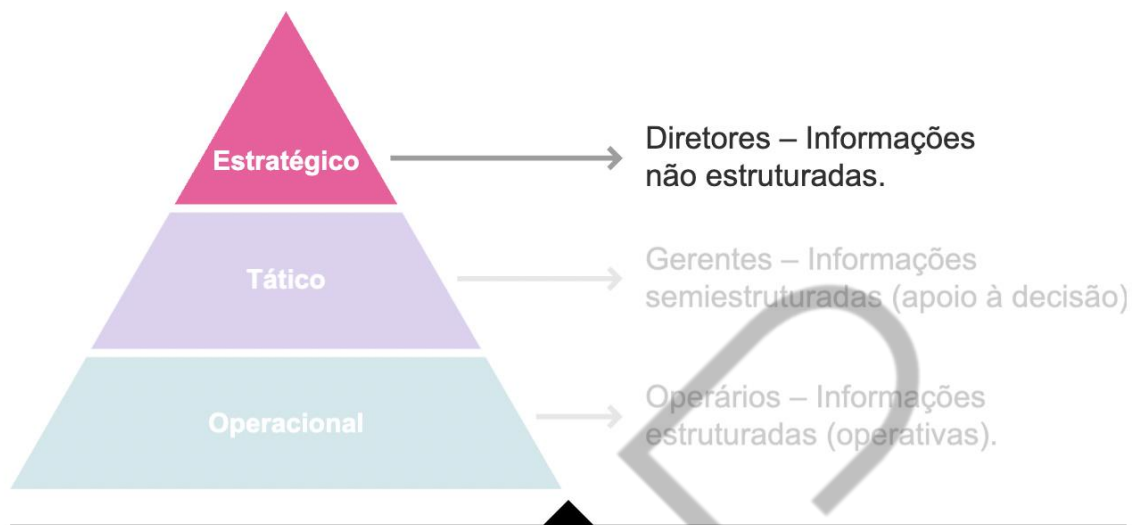 Estratégico
Diretores – Informações
não estruturadas.
Tático
Gerentes – Informações
semiestruturadas (apoio à decisão)
Operacional
Operários – Informações
estruturadas (operativas).